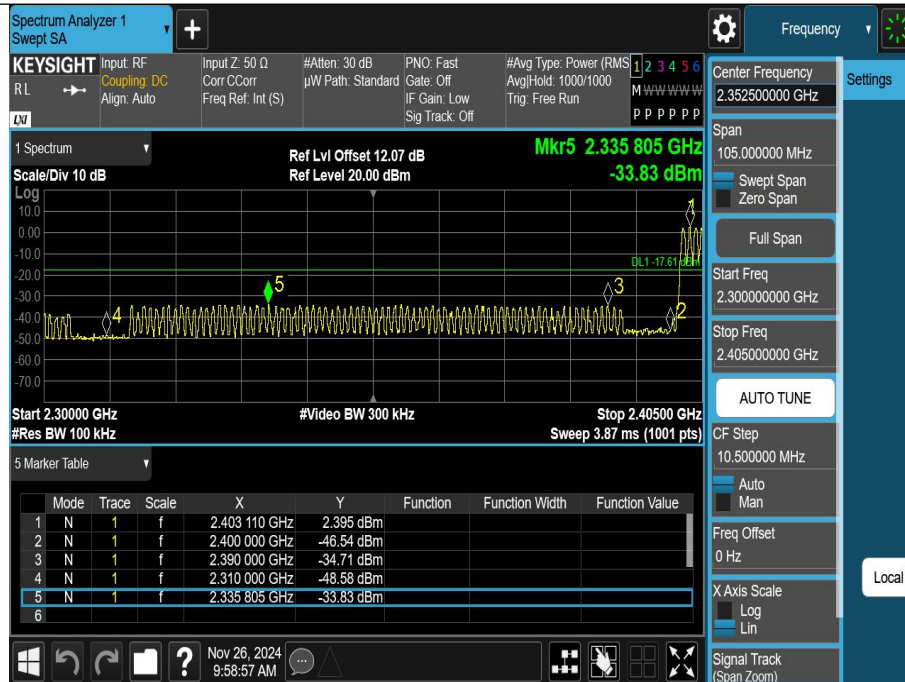 Spectrum Analyzer 1
Swept SA
Frequency
KEYSIGHT
R L
LXI
Input: RF
Coupling: DC
Align: Auto
Input Z: 50 Ω
Corr CCorr
Freq Ref: Int (S)
#Atten: 30 dB
µW Path: Standard
PNO: Fast
Gate: Off
IF Gain: Low
Sig Track: Off
#Avg Type: Power (RMS
Avg|Hold: 1000/1000
Trig: Free Run
1 2 3 4 5 6
M W W W W W
P P P P P P
1 Spectrum
Scale/Div 10 dB
Ref Lvl Offset 12.07 dB
Ref Level 20.00 dBm
Mkr5 2.335 805 GHz
-33.83 dBm
Log
10.0
0.00
-10.0
-20.0
-30.0
-40.0
-50.0
-60.0
-70.0
1
DL1 -17.61 dBm
5
3
4
2
Start 2.30000 GHz
#Res BW 100 kHz
#Video BW 300 kHz
Stop 2.40500 GHz
Sweep 3.87 ms (1001 pts)
5 Marker Table
Mode Trace Scale X Y Function Function Width Function Value
1 N 1 f 2.403 110 GHz 2.395 dBm
2 N 1 f 2.400 000 GHz -46.54 dBm
3 N 1 f 2.390 000 GHz -34.71 dBm
4 N 1 f 2.310 000 GHz -48.58 dBm
5 N 1 f 2.335 805 GHz -33.83 dBm
6
Nov 26, 2024
9:58:57 AM
?
Center Frequency
2.352500000 GHz
Span
105.000000 MHz
Swept Span
Zero Span
Full Span
Start Freq
2.300000000 GHz
Stop Freq
2.405000000 GHz
AUTO TUNE
CF Step
10.500000 MHz
Auto
Man
Freq Offset
0 Hz
X Axis Scale
Log
Lin
Signal Track
(Span Zoom)
Settings
Local